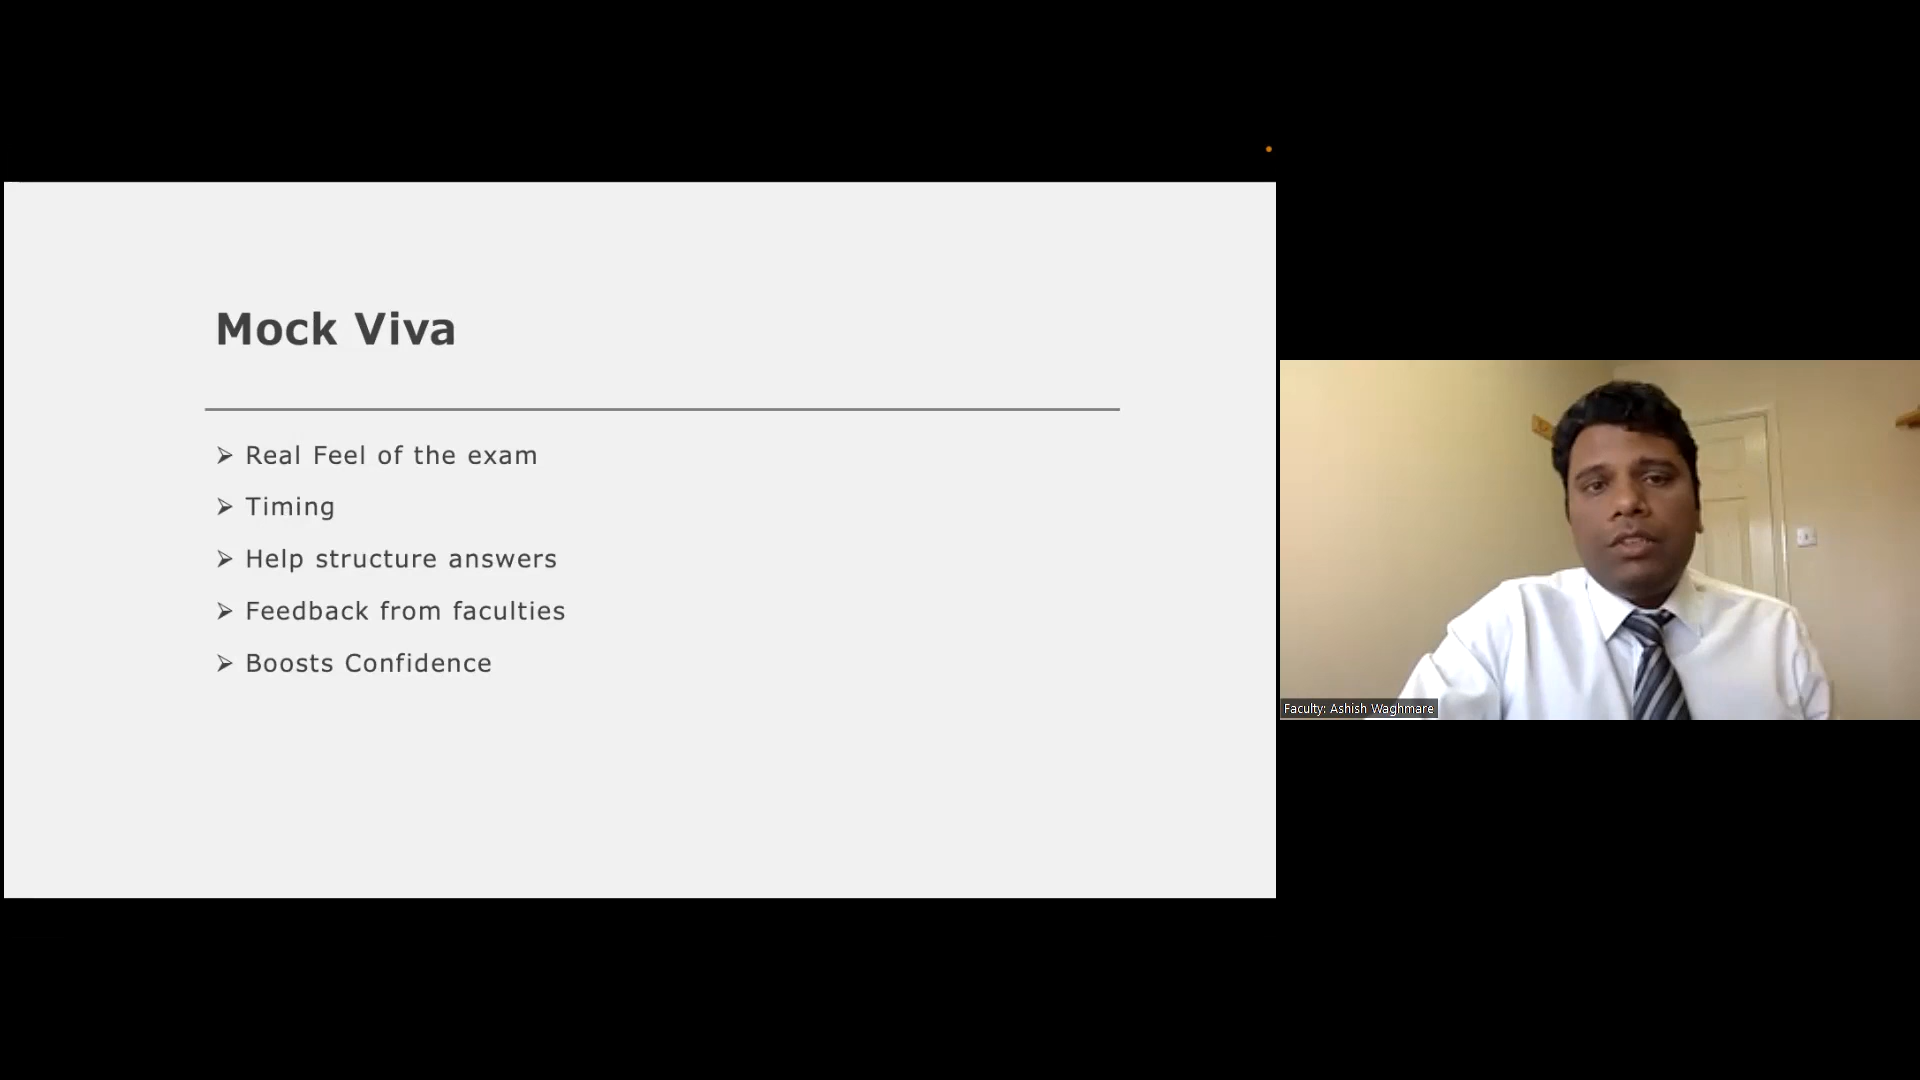 Mock Viva
Real Feel of the exam
Timing
Help structure answers
Feedback from faculties
Boosts Confidence
Faculty: Ashish Waghmare